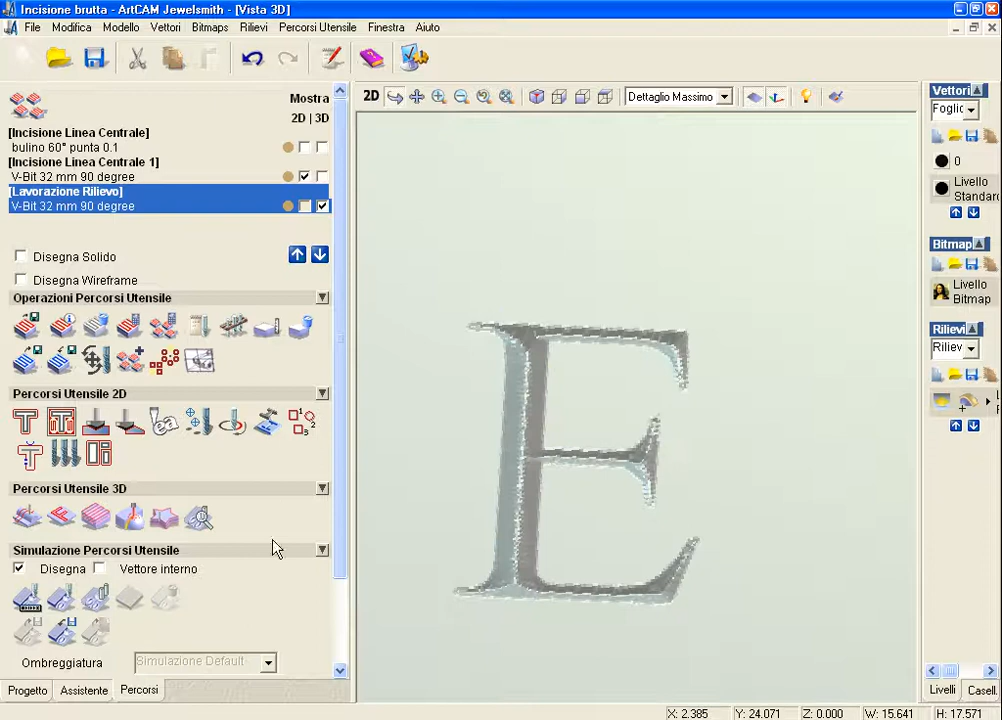 Incisione brutta - ArtCAM Jewelsmith - [Vista 3D]
File Modifica Modello Vettori Bitmaps Rilievi Percorsi Utensile Finestra Aiuto
2D Dettaglio Massimo
Mostra
2D | 3D
[Incisione Linea Centrale]
bulino 60° punta 0.1
[Incisione Linea Centrale 1]
V-Bit 32 mm 90 degree
[Lavorazione Rilievo]
V-Bit 32 mm 90 degree
Disegna Solido
Disegna Wireframe
Operazioni Percorsi Utensile
Percorsi Utensile 2D
Percorsi Utensile 3D
Simulazione Percorsi Utensile
Disegna Vettore interno
Ombreggiatura Simulazione Default
Progetto Assistente Percorsi
E
Vettori
Foglio
0
Livello
Standard
Bitmap
Livello
Bitmap
Rilievi
Riliev
Livelli Casell.
X: 2.385 Y: 24.071 Z: 0.000 W: 15.641 H: 17.571